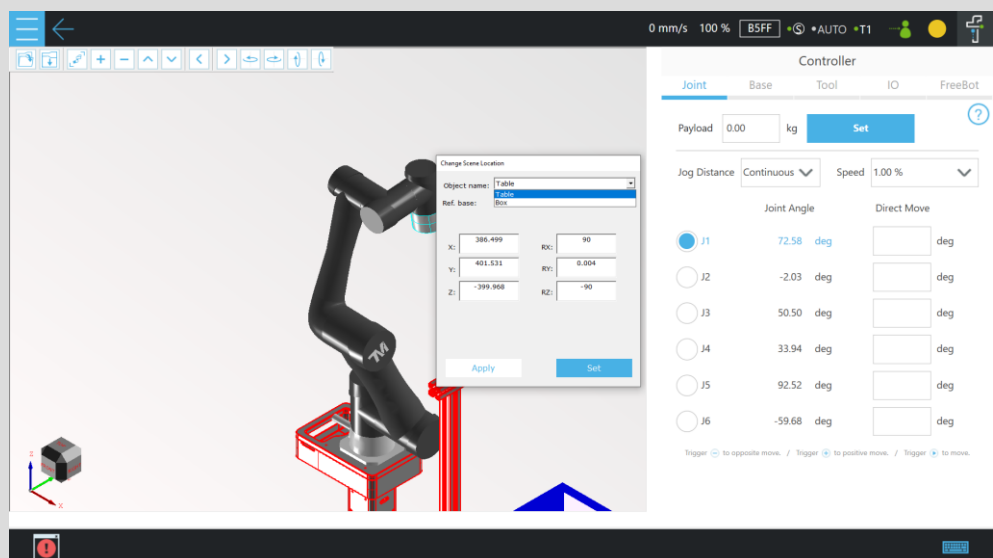 0 mm/s 100 % B5FF •Ⓢ •AUTO •T1
Controller
Joint Base Tool IO FreeBot
?
Payload 0.00 kg Set
Jog Distance Continuous Speed 1.00 %
Joint Angle Direct Move
J1 72.58 deg deg
J2 -2.03 deg deg
J3 50.50 deg deg
J4 33.94 deg deg
J5 92.52 deg deg
J6 -59.68 deg deg
Trigger ⊖ to opposite move. / Trigger ⊕ to positive move. / Trigger ▶ to move.
Change Scene Location
Object name: Table
Table
Ref. base: Box
X: 386.499 RX: 90
Y: 401.531 RY: 0.004
Z: -399.968 RZ: -90
Apply Set
TM
z
x